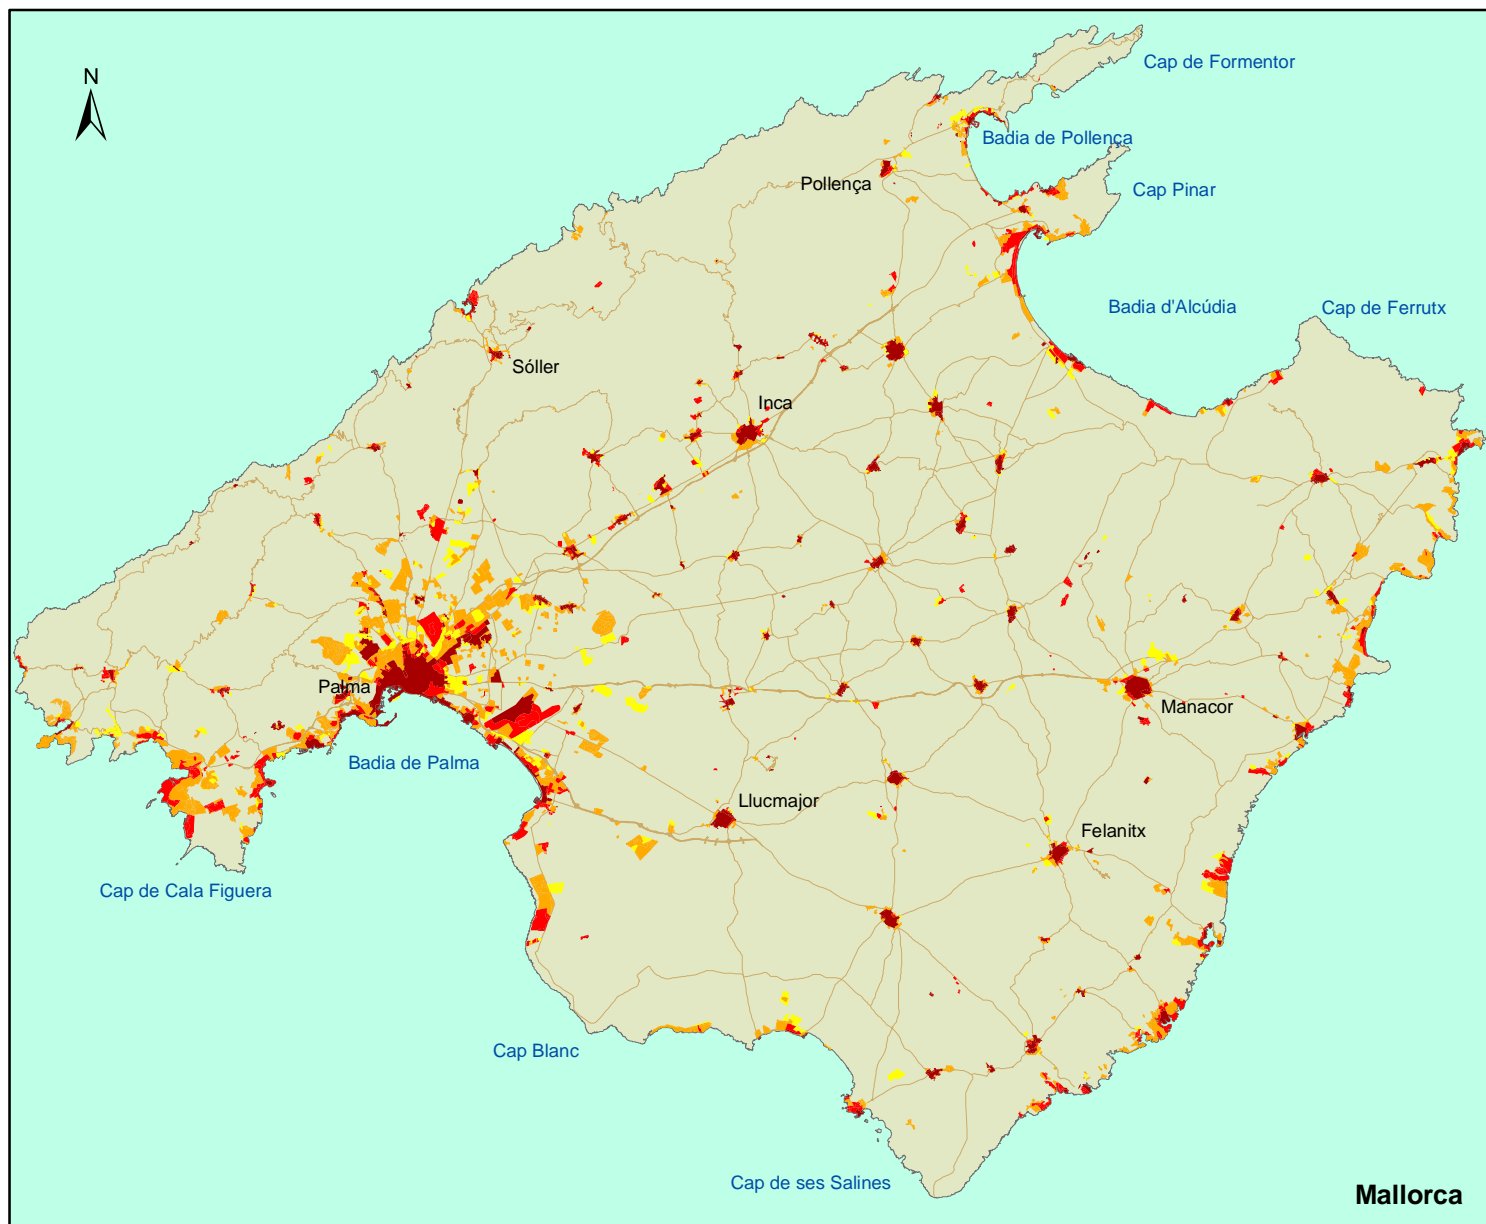 Cap de Formentor
N
Badia de Pollença
Pollença
Cap Pinar
Badia d'Alcúdia
Cap de Ferrutx
Sóller
Inca
Palma
Manacor
Badia de Palma
Llucmajor
Felanitx
Cap de Cala Figuera
Cap Blanc
Cap de ses Salines
Mallorca